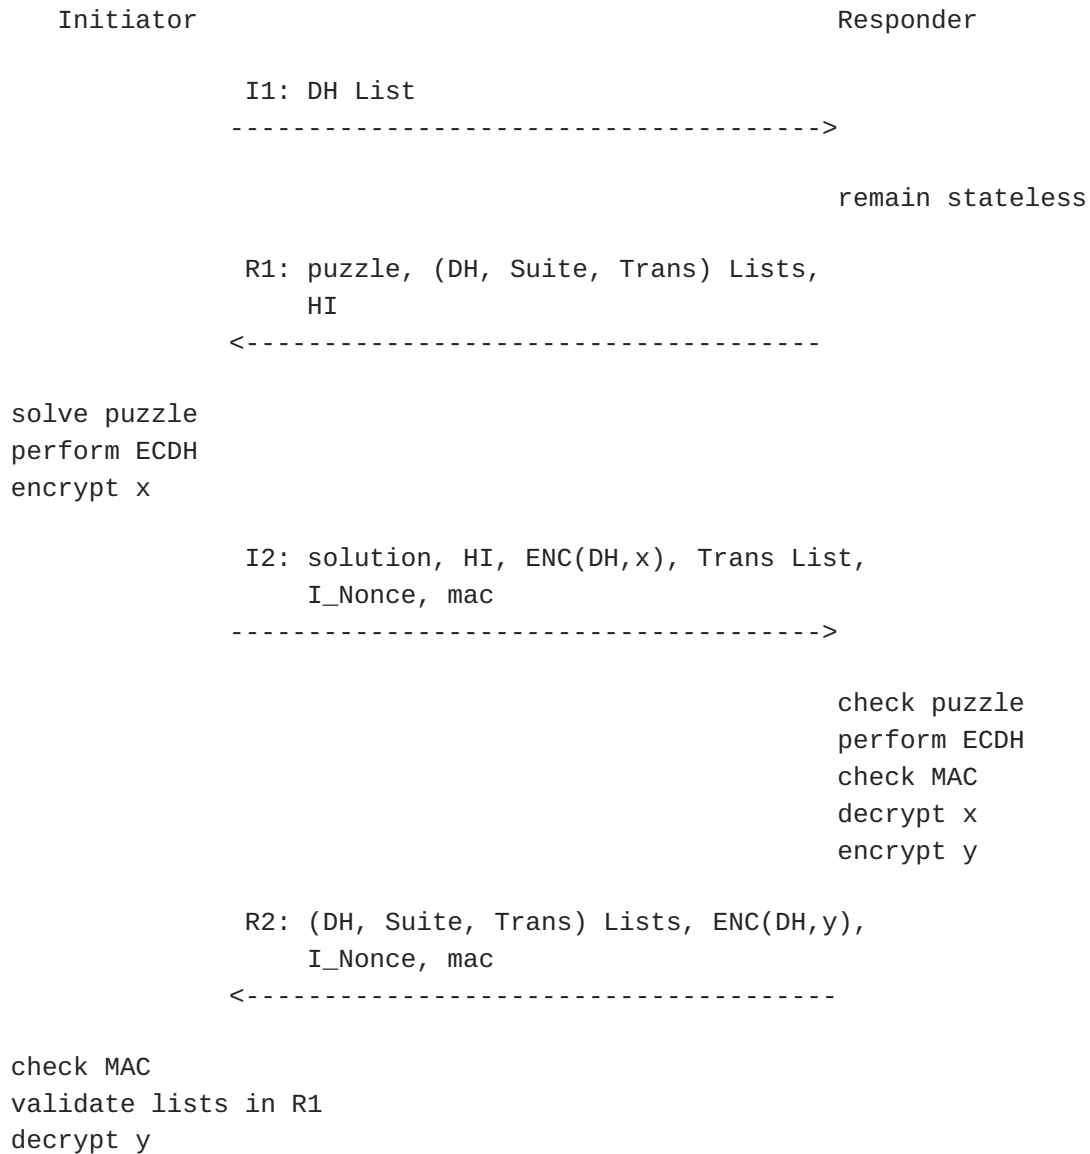 Initiator                                         Responder
I1: DH List
-------------------------------------->
remain stateless
R1: puzzle, (DH, Suite, Trans) Lists,
HI
<-------------------------------------
solve puzzle
perform ECDH
encrypt x
I2: solution, HI, ENC(DH,x), Trans List,
I_Nonce, mac
-------------------------------------->
check puzzle
perform ECDH
check MAC
decrypt x
encrypt y
R2: (DH, Suite, Trans) Lists, ENC(DH,y),
I_Nonce, mac
<--------------------------------------
check MAC
validate lists in R1
decrypt y